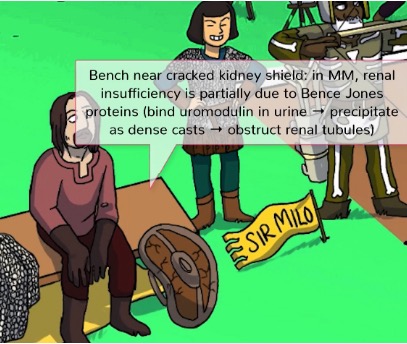 Bench near cracked kidney shield: in MM, renal
insufficiency is partially due to Bence Jones
proteins (bind uromodulin in urine → precipitate
as dense casts → obstruct renal tubules)
SIR MILO